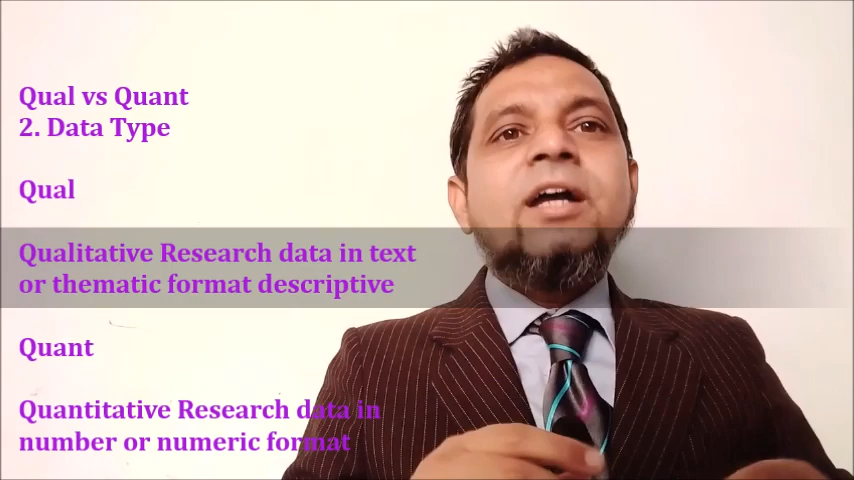 Qual vs Quant
2. Data Type
Qual
Qualitative Research data in text
or thematic format descriptive
Quant
Quantitative Research data in
number or numeric format